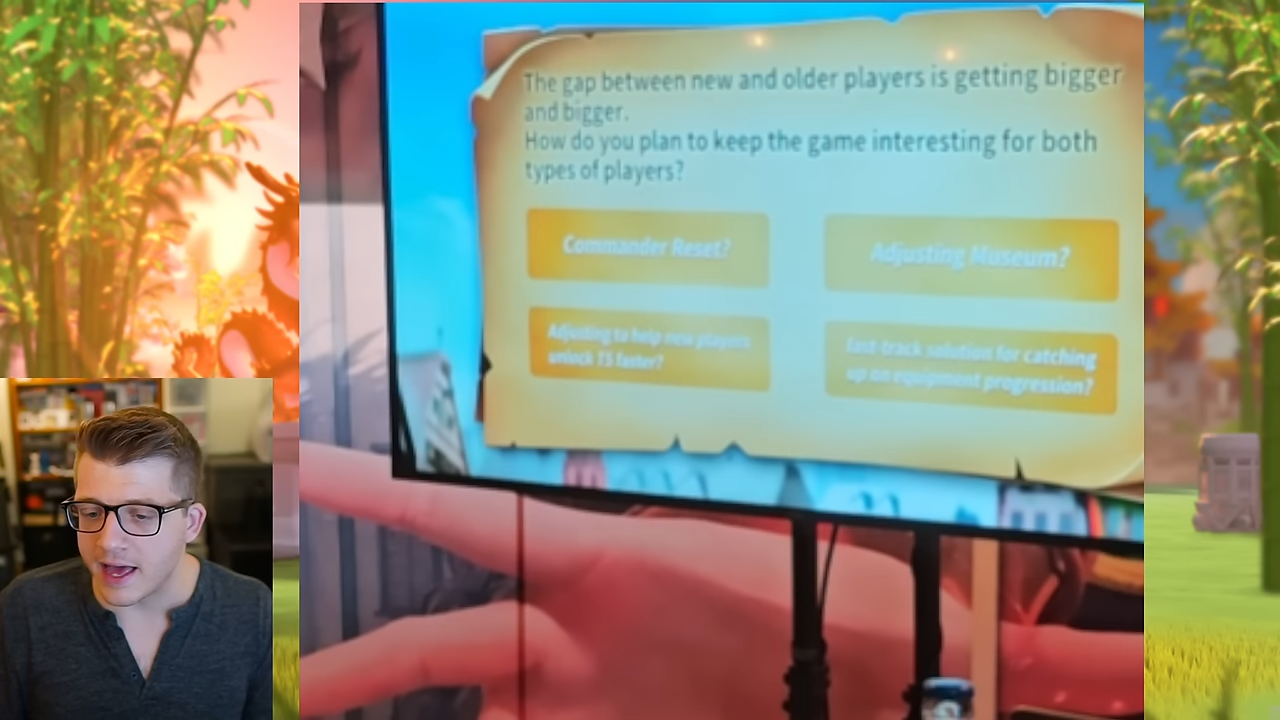 The gap between new and older players is getting bigger
and bigger.
How do you plan to keep the game interesting for both
types of players?
Commander Reset?
Adjusting Museum?
Adjusting to help new players
unlock T5 faster?
fast-track solution for catching
up on equipment progression?